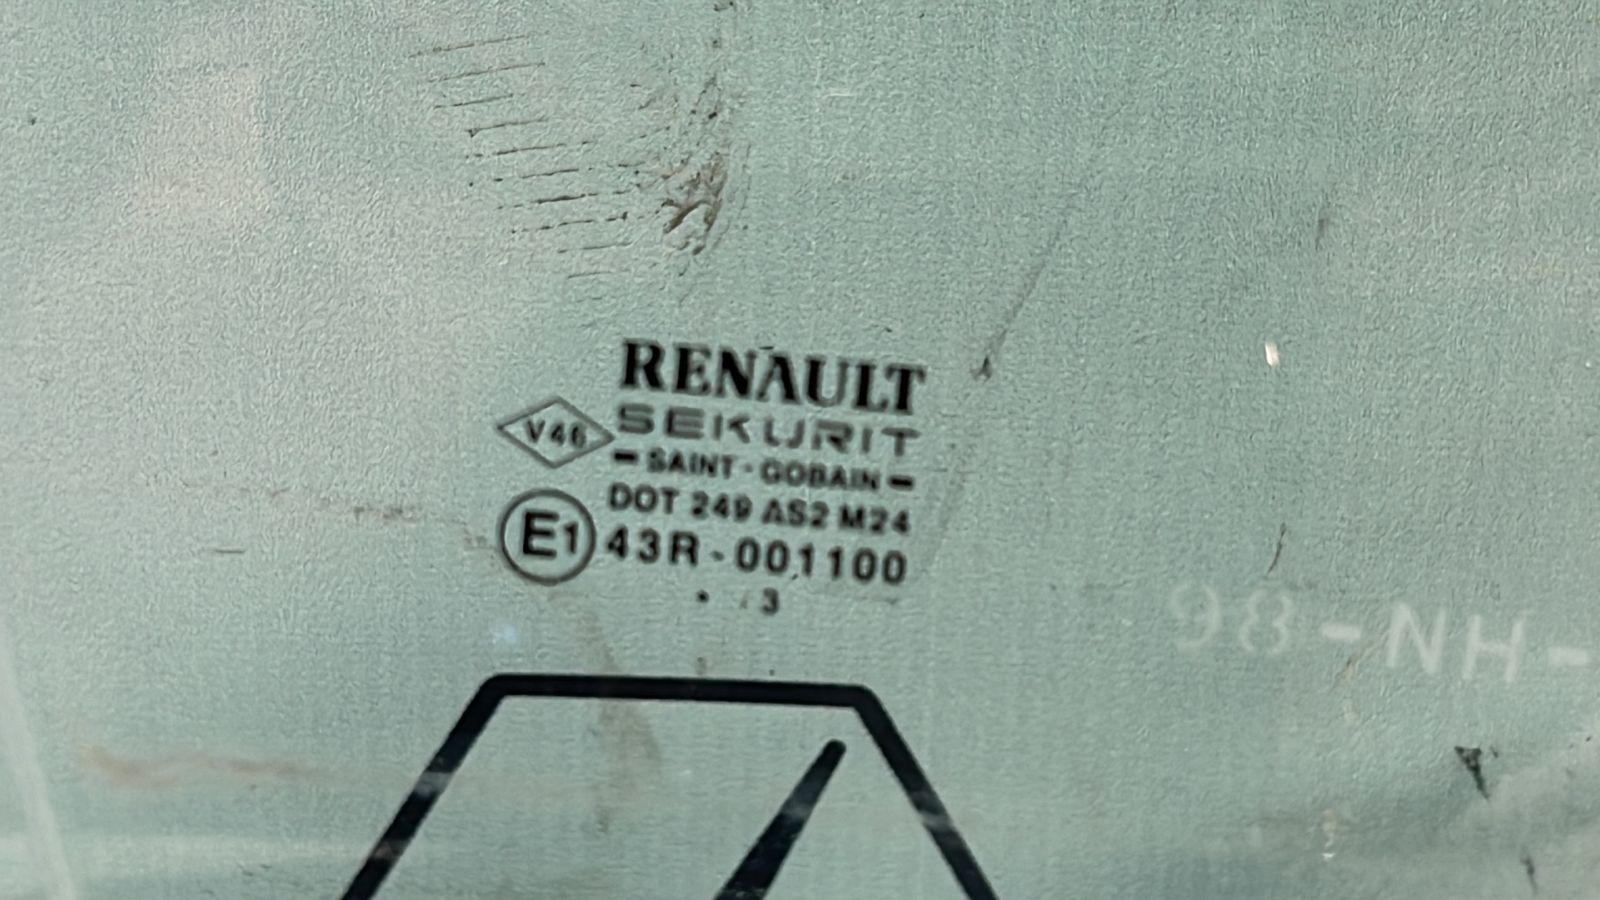 RENAULT
V46
SEKURIT
- SAINT-GOBAIN -
DOT 249 AS2 M24
E1 43R-001100
. . 3
98-NH-